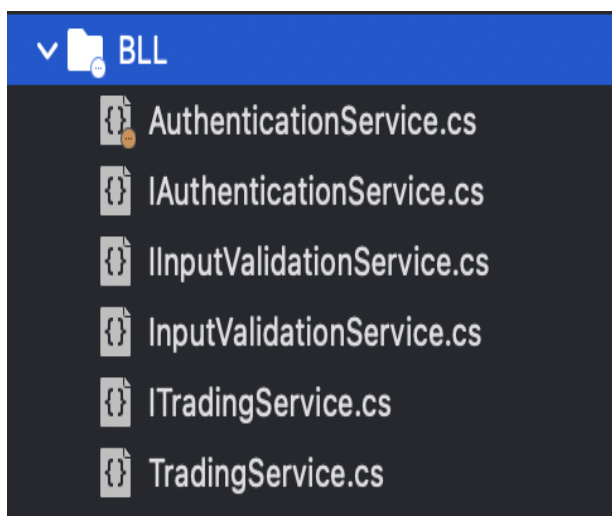 BLL
AuthenticationService.cs
IAuthenticationService.cs
IInputValidationService.cs
InputValidationService.cs
ITradingService.cs
TradingService.cs